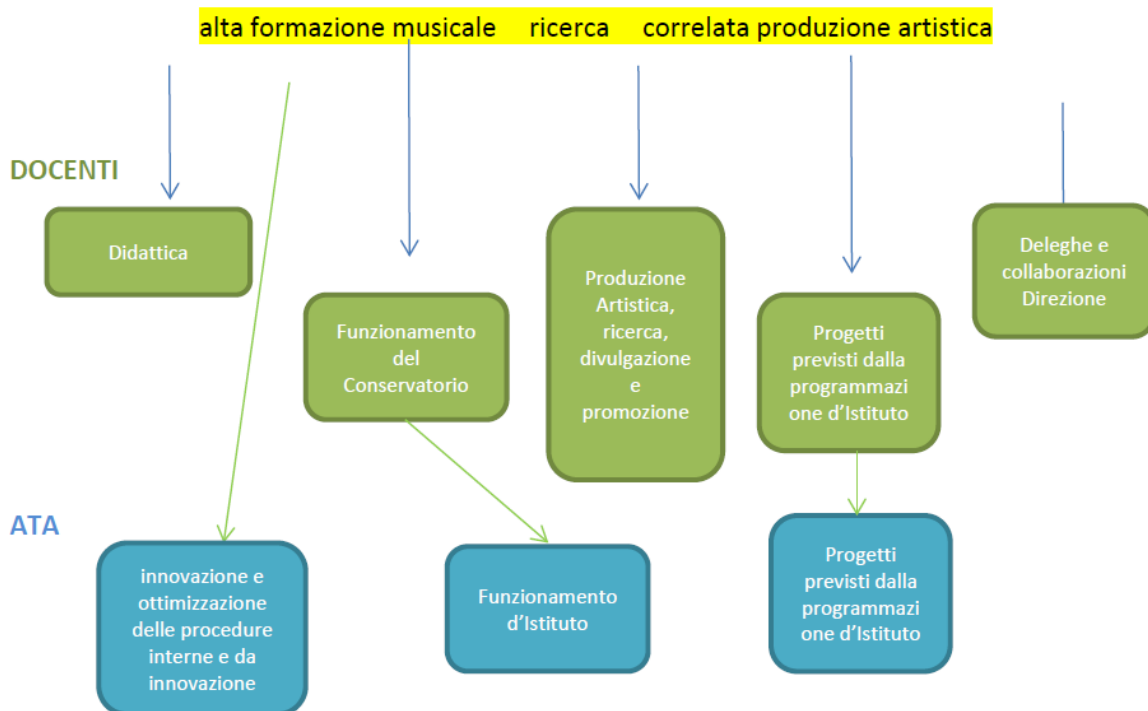 alta formazione musicale ricerca correlata produzione artistica
DOCENTI
Didattica
Funzionamento
del
Conservatorio
Produzione
Artistica,
ricerca,
divulgazione
e
promozione
Progetti
previsti dalla
programmazi
one d’Istituto
Deleghe e
collaborazioni
Direzione
ATA
innovazione e
ottimizzazione
delle procedure
interne e da
innovazione
Funzionamento
d’Istituto
Progetti
previsti dalla
programmazi
one d’Istituto